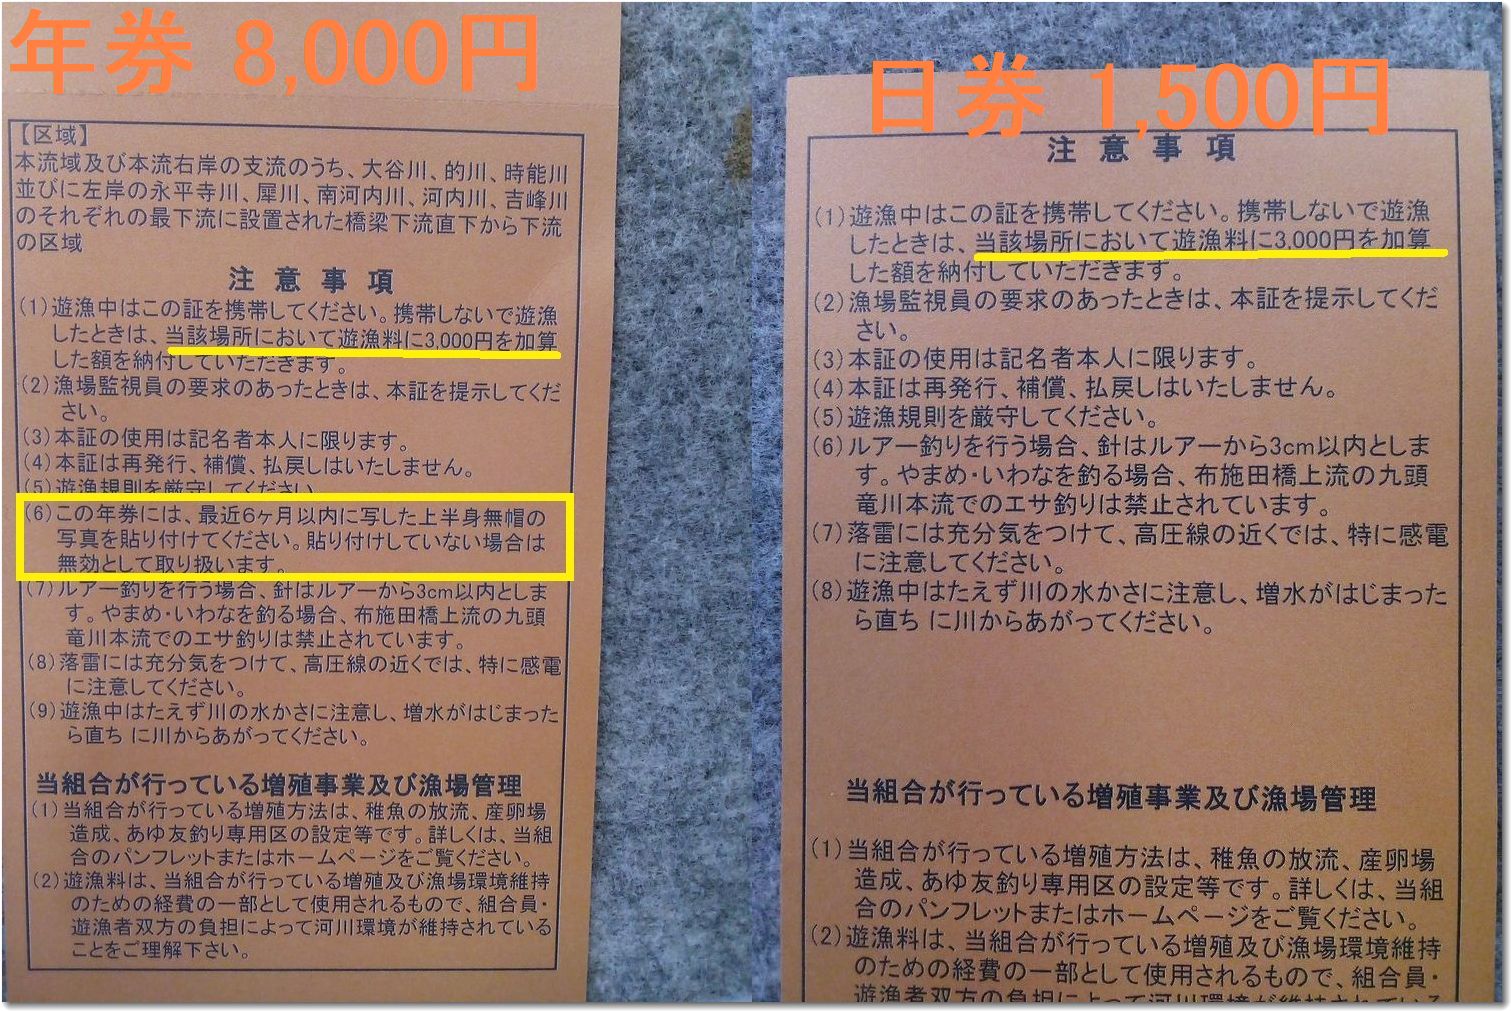 年券 8,000円
【区域】
本流域及び本流右岸の支流のうち、大谷川、的川、時能川
並びに左岸の永平寺川、犀川、南河内川、河内川、吉峰川
のそれぞれの最下流に設置された橋梁下流直下から下流
の区域
注意事項
(1)遊漁中はこの証を携帯してください。携帯しないで遊漁
したときは、当該場所において遊漁料に3,000円を加算
した額を納付していただきます。
(2)漁場監視員の要求のあったときは、本証を提示してくだ
さい。
(3)本証の使用は記名者本人に限ります。
(4)本証は再発行、補償、払戻しはいたしません。
(5)遊漁規則を厳守してください。
(6)この年券には、最近6ヶ月以内に写した上半身無帽の
写真を貼り付けてください。貼り付けしていない場合は
無効として取り扱います。
(7)ルアー釣りを行う場合、針はルアーから3cm以内としま
す。やまめ・いわなを釣る場合、布施田橋上流の九頭
竜川本流でのエサ釣りは禁止されています。
(8)落雷には充分気をつけて、高圧線の近くでは、特に感電
に注意してください。
(9)遊漁中はたえず川の水かさに注意し、増水がはじまった
ら直ち に川からあがってください。
当組合が行っている増殖事業及び漁場管理
(1)当組合が行っている増殖方法は、稚魚の放流、産卵場
造成、あゆ友釣り専用区の設定等です。詳しくは、当組
合のパンフレットまたはホームページをご覧ください。
(2)遊漁料は、当組合が行っている増殖及び漁場環境維持
のための経費の一部として使用されるもので、組合員・
遊漁者双方の負担によって河川環境が維持されている
ことをご理解下さい。
日券 1,500円
注意事項
(1)遊漁中はこの証を携帯してください。携帯しないで遊漁
したときは、当該場所において遊漁料に3,000円を加算
した額を納付していただきます。
(2)漁場監視員の要求のあったときは、本証を提示してくだ
さい。
(3)本証の使用は記名者本人に限ります。
(4)本証は再発行、補償、払戻しはいたしません。
(5)遊漁規則を厳守してください。
(6)ルアー釣りを行う場合、針はルアーから3cm以内としま
す。やまめ・いわなを釣る場合、布施田橋上流の九頭
竜川本流でのエサ釣りは禁止されています。
(7)落雷には充分気をつけて、高圧線の近くでは、特に感電
に注意してください。
(8)遊漁中はたえず川の水かさに注意し、増水がはじまった
ら直ち に川からあがってください。
当組合が行っている増殖事業及び漁場管理
(1)当組合が行っている増殖方法は、稚魚の放流、産卵場
造成、あゆ友釣り専用区の設定等です。詳しくは、当組
合のパンフレットまたはホームページをご覧ください。
(2)遊漁料は、当組合が行っている増殖及び漁場環境維持
のための経費の一部として使用されるもので、組合員・
遊漁者双方の負担によって河川環境が維持されている